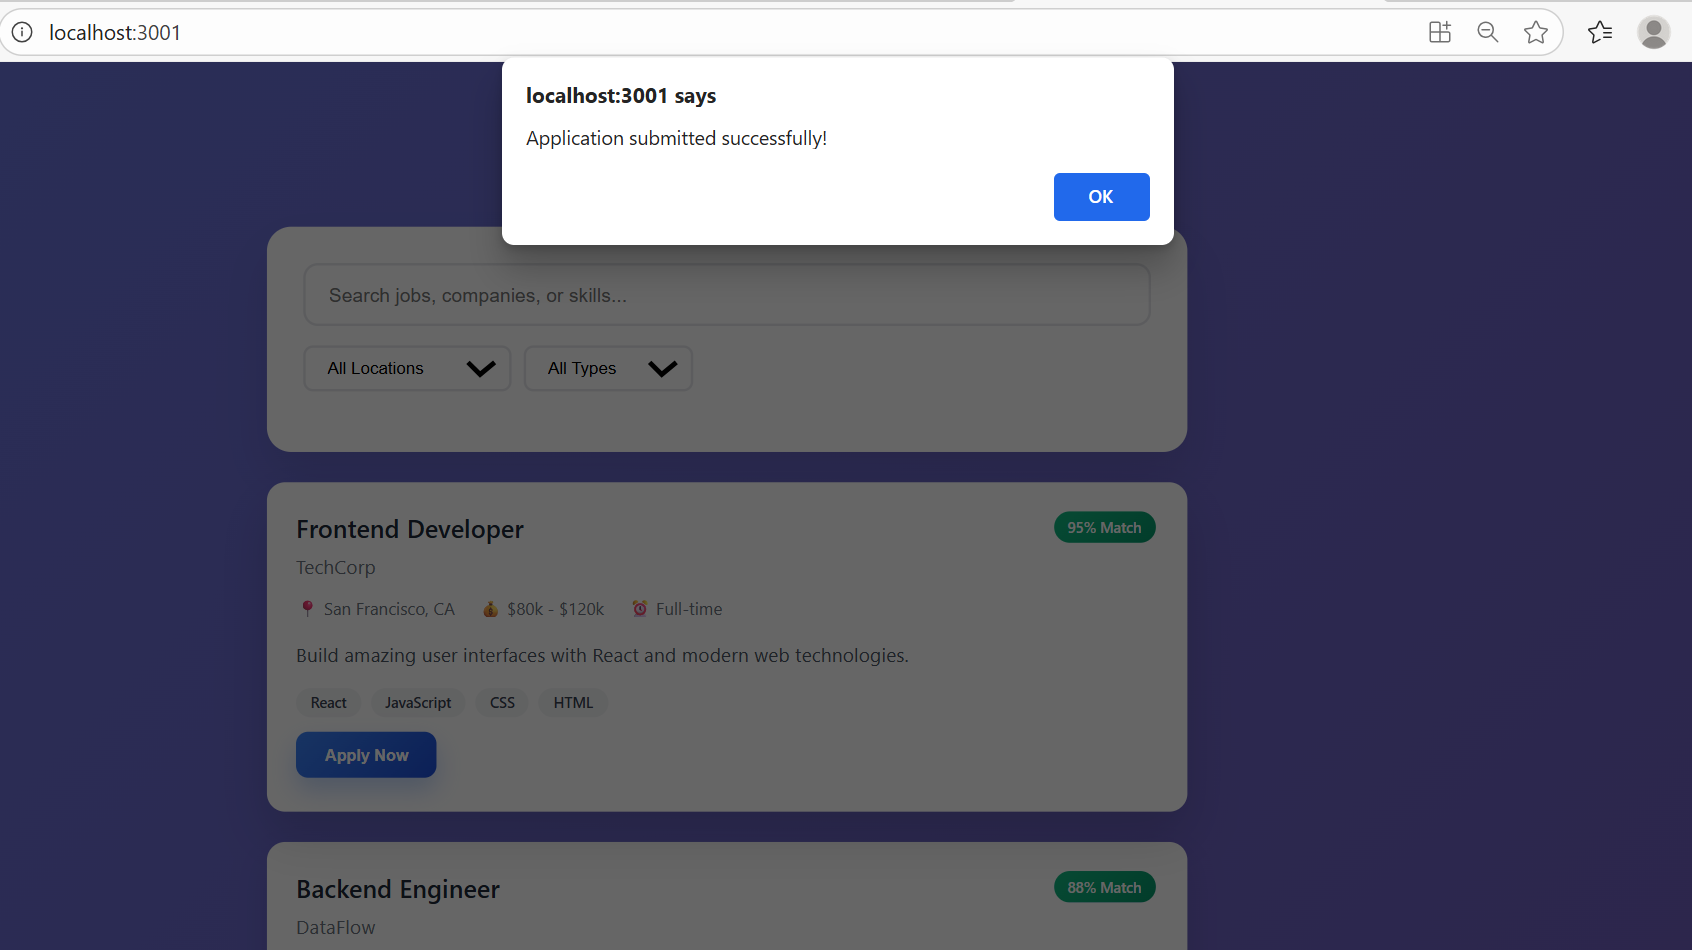 localhost:3001
localhost:3001 says
Application submitted successfully!
OK
Search jobs, companies, or skills...
All Locations
All Types
Frontend Developer
95% Match
TechCorp
San Francisco, CA
$80k - $120k
Full-time
Build amazing user interfaces with React and modern web technologies.
React
JavaScript
CSS
HTML
Apply Now
Backend Engineer
88% Match
DataFlow